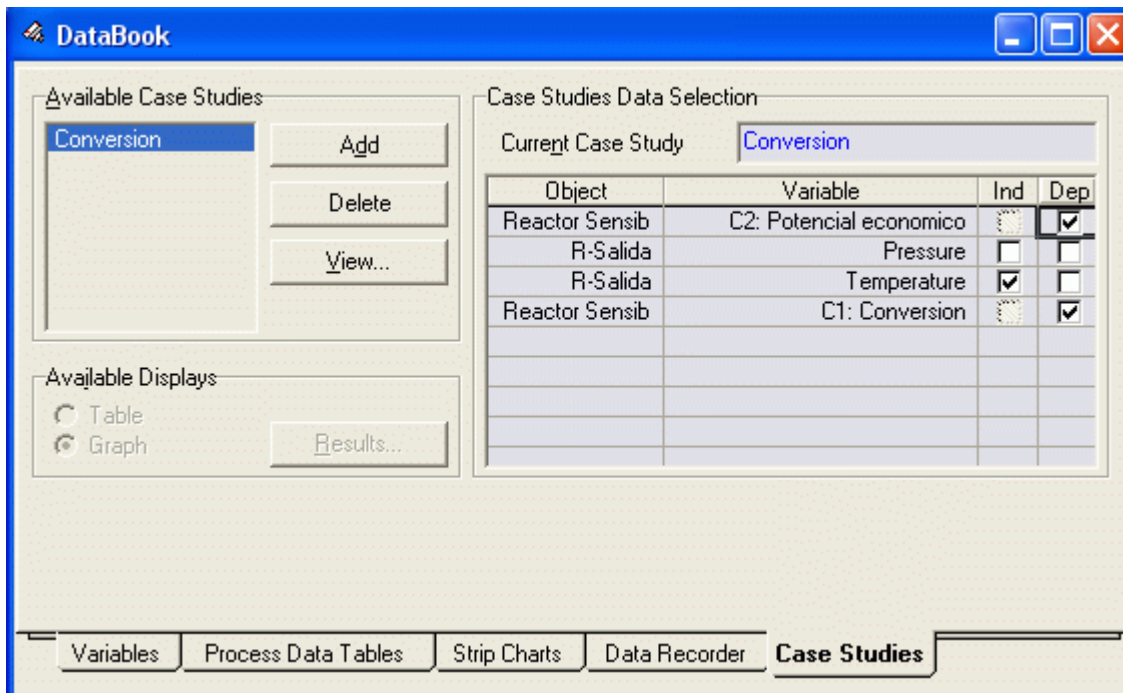 DataBook
Available Case Studies
Conversion
Add
Delete
View...
Available Displays
Table
Graph
Results...
Case Studies Data Selection
Current Case Study Conversion
Object Variable Ind Dep
Reactor Sensib C2: Potencial economico
R-Salida Pressure
R-Salida Temperature
Reactor Sensib C1: Conversion
Variables Process Data Tables Strip Charts Data Recorder Case Studies